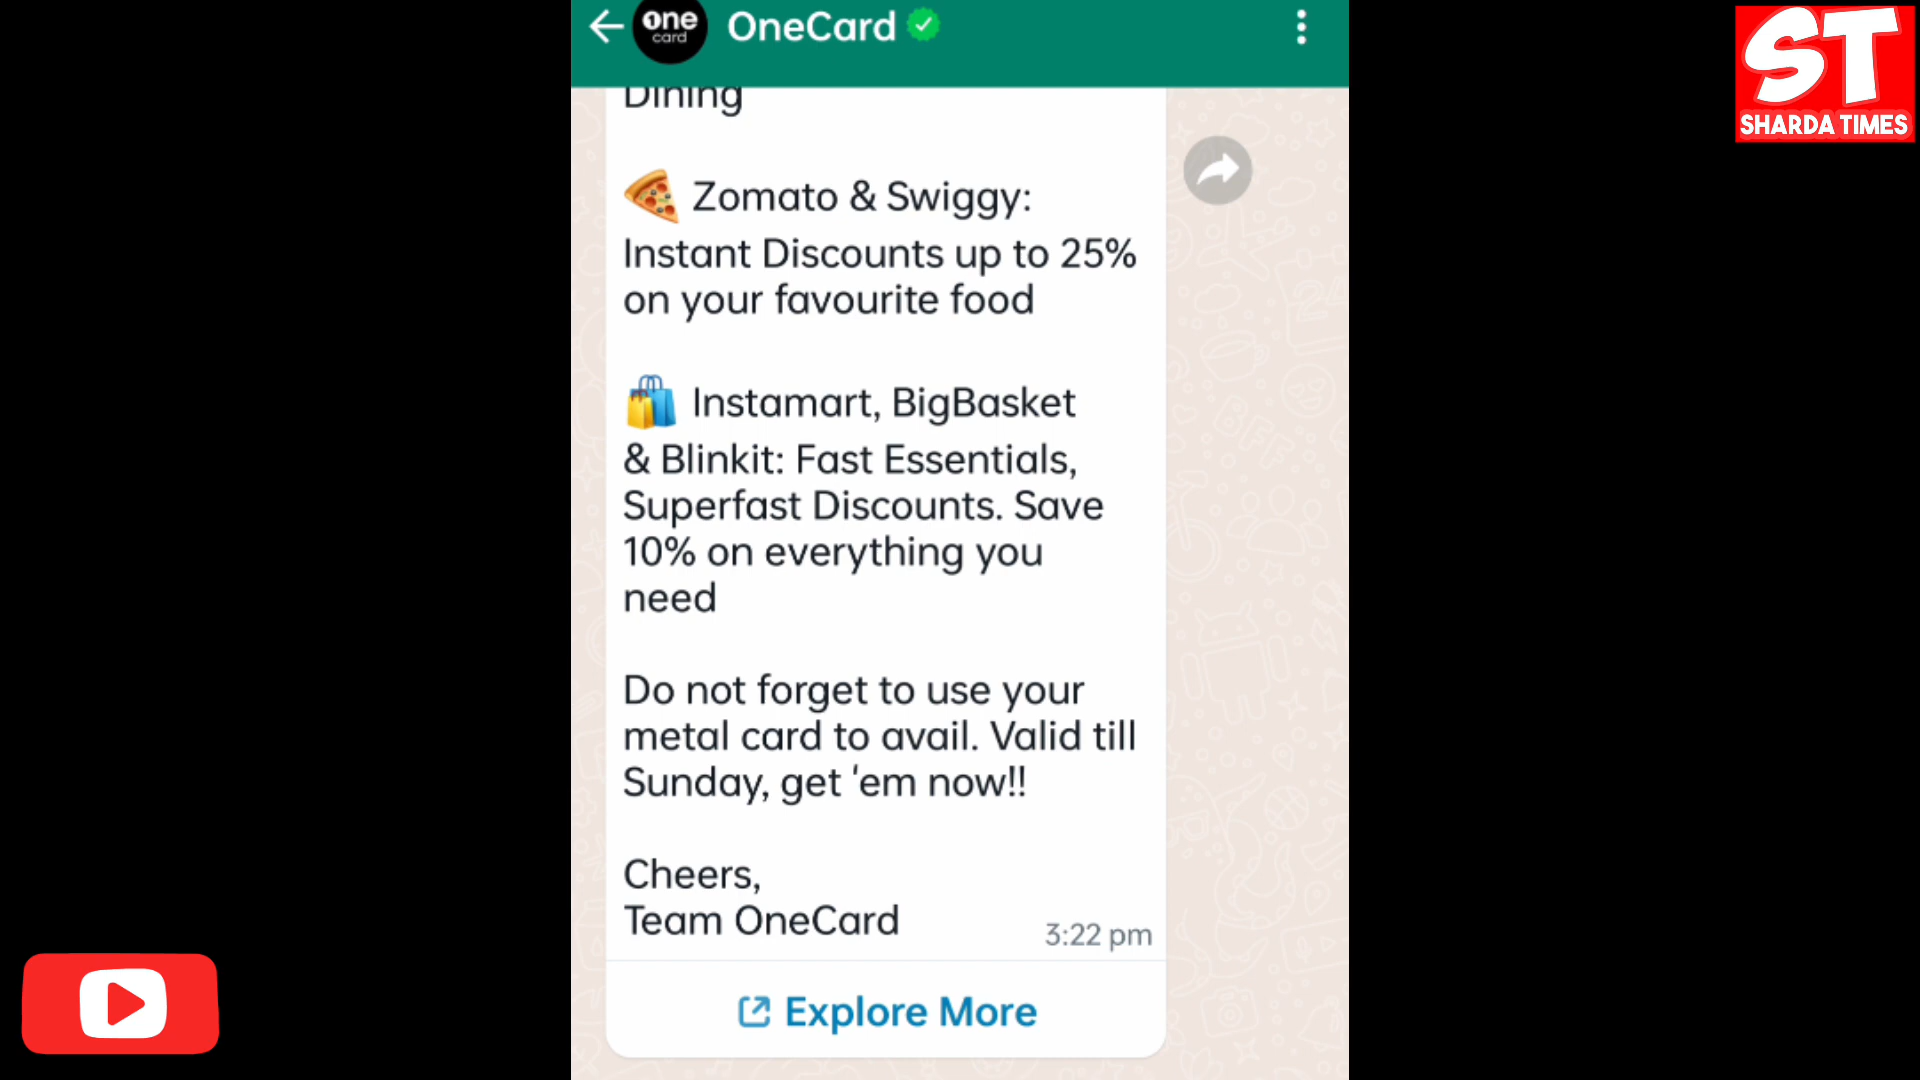 one
card
OneCard
ST
SHARDA TIMES
Dining
Zomato & Swiggy:
Instant Discounts up to 25%
on your favourite food
Instamart, BigBasket
& Blinkit: Fast Essentials,
Superfast Discounts. Save
10% on everything you
need
Do not forget to use your
metal card to avail. Valid till
Sunday, get 'em now!!
Cheers,
Team OneCard
3:22 pm
Explore More